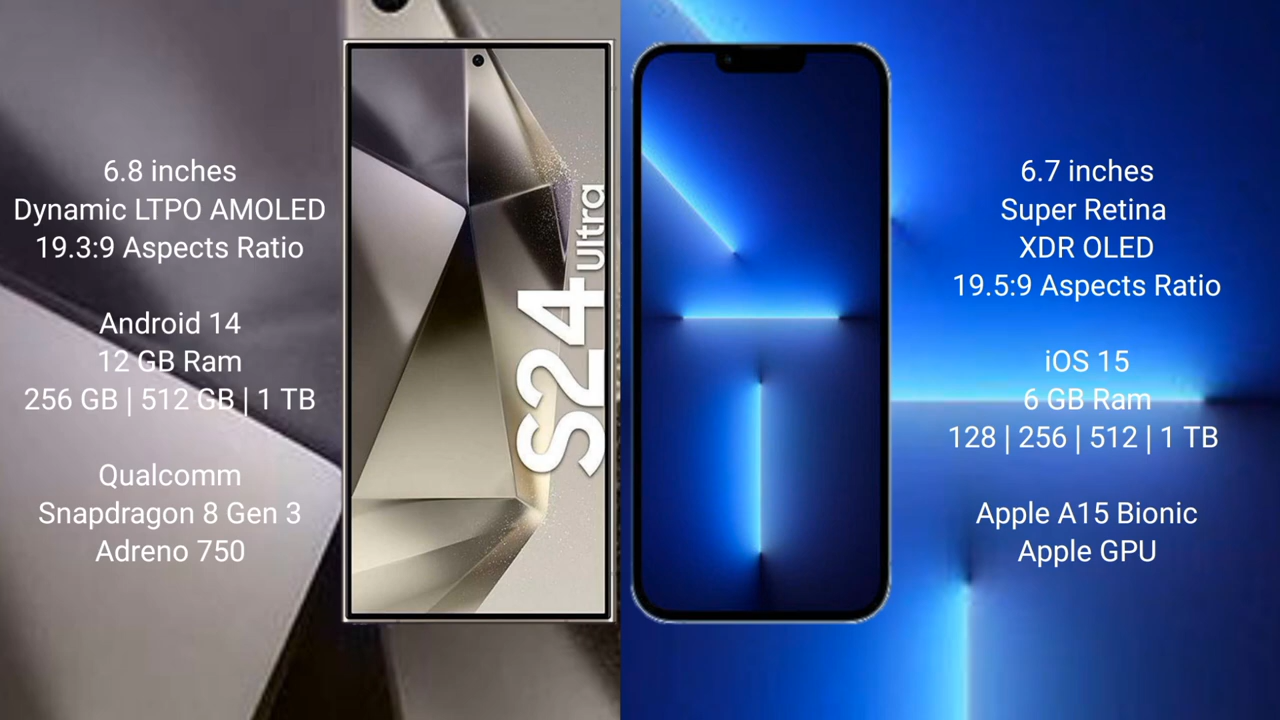 6.8 inches
Dynamic LTPO AMOLED
19.3:9 Aspects Ratio
Android 14
12 GB Ram
256 GB | 512 GB | 1 TB
Qualcomm
Snapdragon 8 Gen 3
Adreno 750
S24 ultra
6.7 inches
Super Retina
XDR OLED
19.5:9 Aspects Ratio
iOS 15
6 GB Ram
128 | 256 | 512 | 1 TB
Apple A15 Bionic
Apple GPU